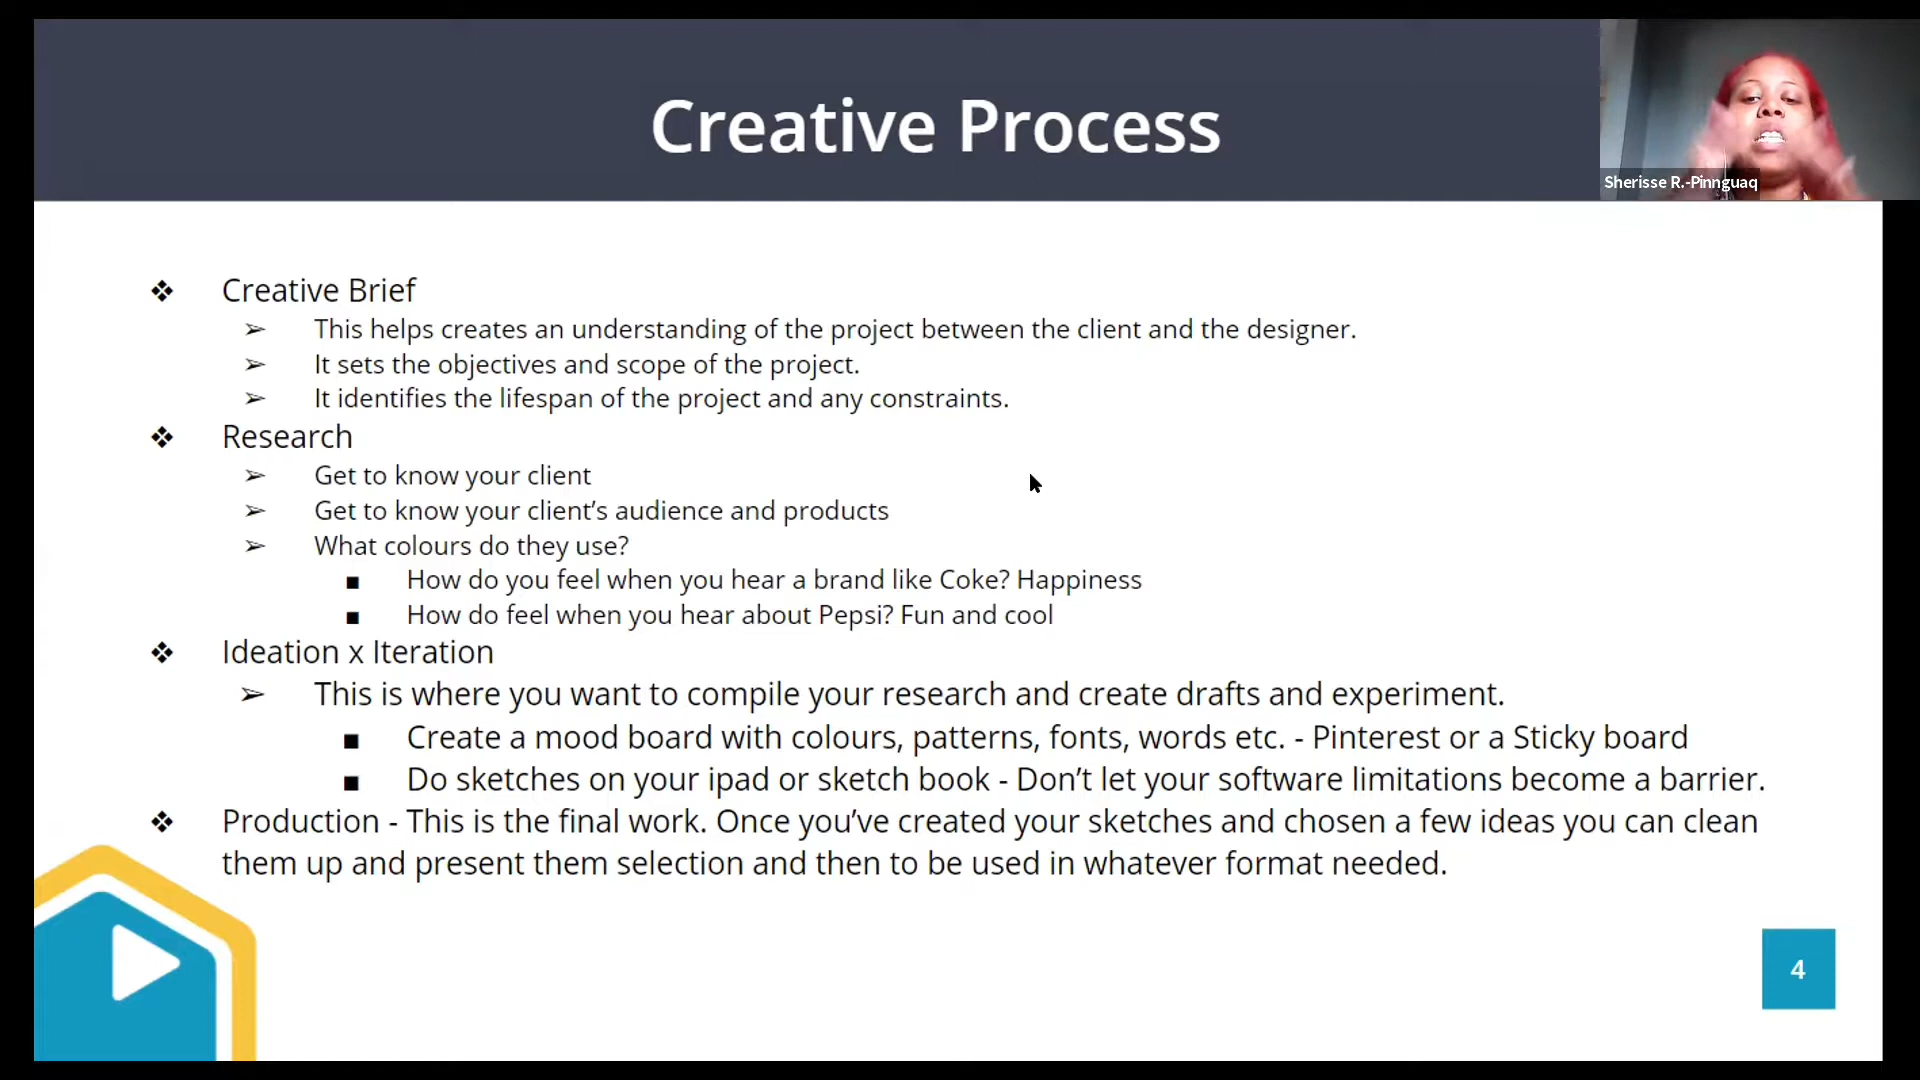 Creative Process
Sherisse R.-Pinnguaq
❖ Creative Brief
➢ This helps creates an understanding of the project between the client and the designer.
➢ It sets the objectives and scope of the project.
➢ It identifies the lifespan of the project and any constraints.
❖ Research
➢ Get to know your client
➢ Get to know your client’s audience and products
➢ What colours do they use?
■ How do you feel when you hear a brand like Coke? Happiness
■ How do feel when you hear about Pepsi? Fun and cool
❖ Ideation x Iteration
➢ This is where you want to compile your research and create drafts and experiment.
■ Create a mood board with colours, patterns, fonts, words etc. - Pinterest or a Sticky board
■ Do sketches on your ipad or sketch book - Don’t let your software limitations become a barrier.
❖ Production - This is the final work. Once you’ve created your sketches and chosen a few ideas you can clean
them up and present them selection and then to be used in whatever format needed.
4